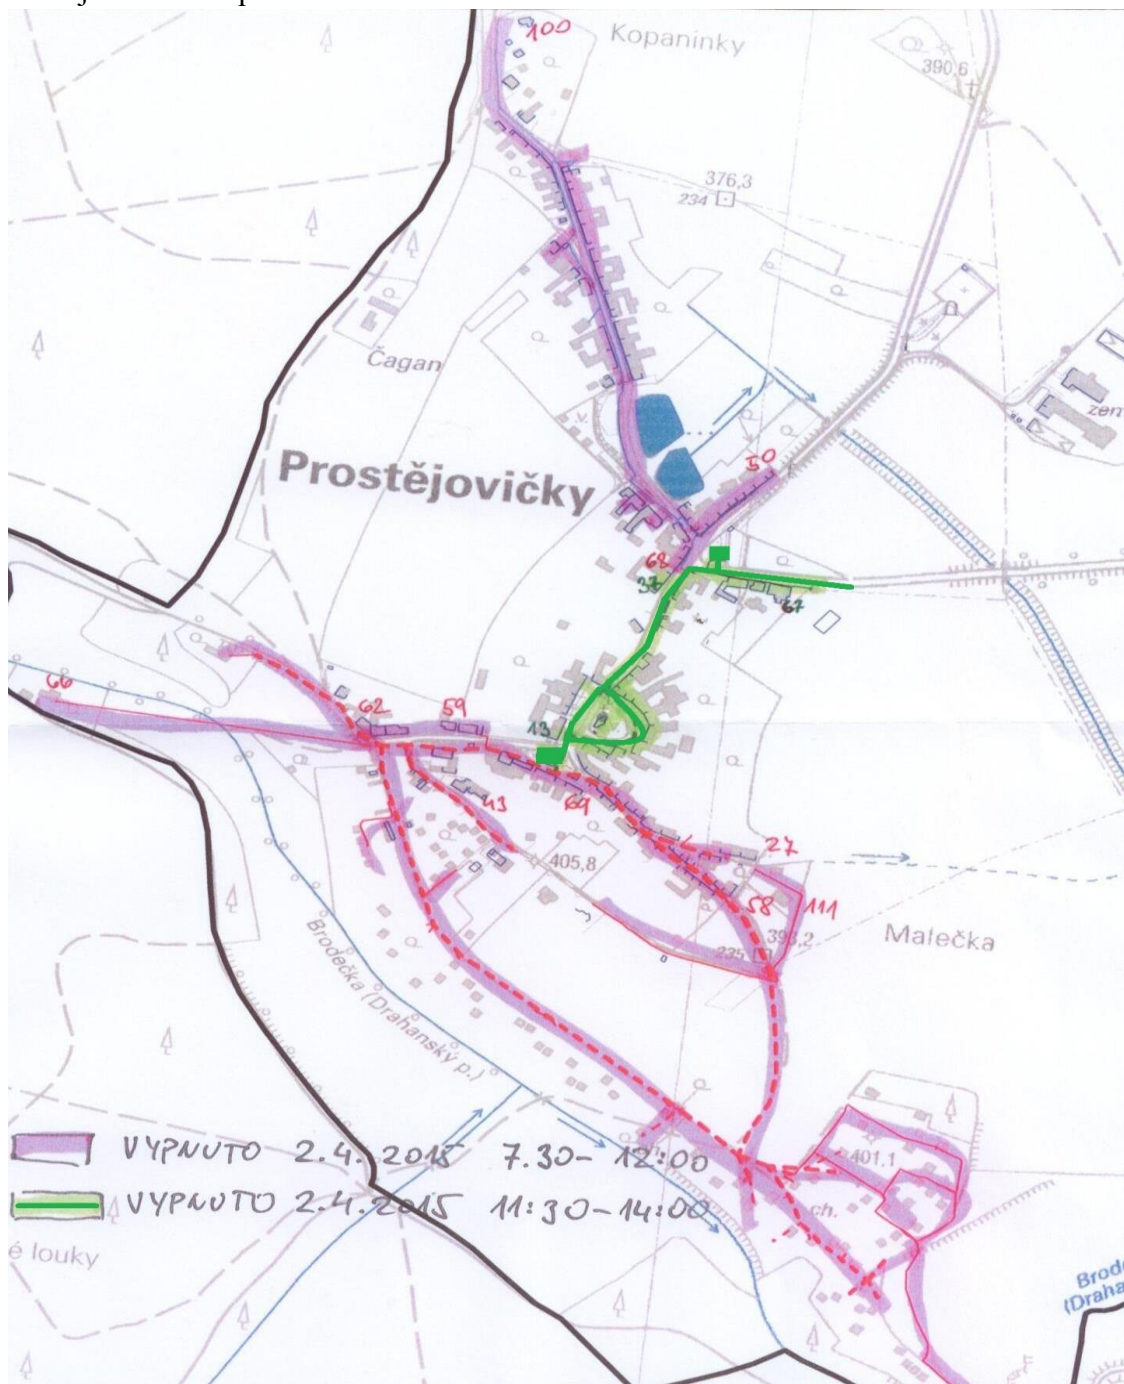 100
Kopaninky
390,6
376,3
234
Čagan
zem
Prostějovičky
50
68
37
67
66
62
59
13
69
43
27
405,8
58
111
393,2
235
Malečka
Brodečka (Drahanský p.)
401.1
VYPNUTO 2.4.2015 7.30-12:00
VYPNUTO 2.4.2015 11:30-14:00
ch.
é louky
Brod
(Draha